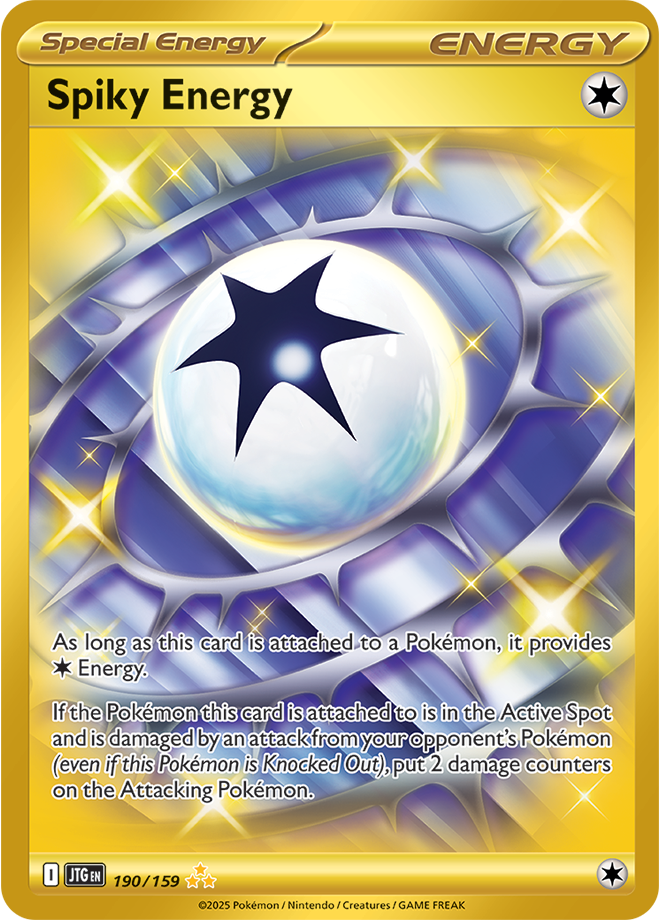 Special Energy
ENERGY
Spiky Energy
As long as this card is attached to a Pokémon, it provides
Energy.
If the Pokémon this card is attached to is in the Active Spot
and is damaged by an attack from your opponent's Pokémon
(even if this Pokémon is Knocked Out), put 2 damage counters
on the Attacking Pokémon.
I JTG EN 190/159
©2025 Pokémon / Nintendo / Creatures / GAME FREAK